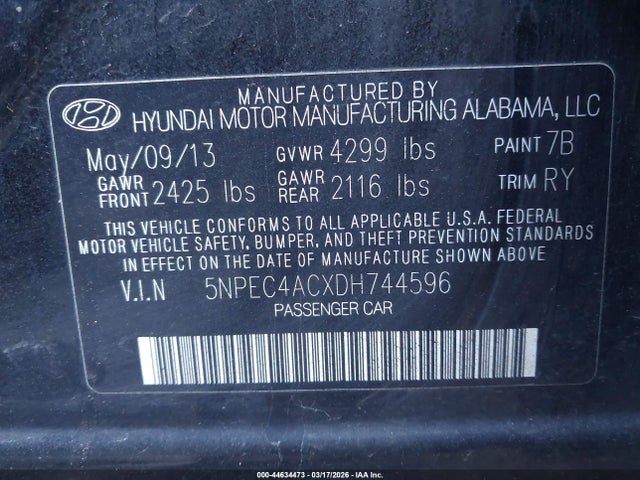 MANUFACTURED BY
HYUNDAI MOTOR MANUFACTURING ALABAMA, LLC
May/09/13 GVWR 4299 lbs PAINT 7B
GAWR FRONT 2425 lbs GAWR REAR 2116 lbs TRIM RY
THIS VEHICLE CONFORMS TO ALL APPLICABLE U.S.A. FEDERAL
MOTOR VEHICLE SAFETY, BUMPER, AND THEFT PREVENTION STANDARDS
IN EFFECT ON THE DATE OF MANUFACTURE SHOWN ABOVE.
V.I.N 5NPEC4ACXDH744596
PASSENGER CAR
000-44634473 — 03/17/2026 — IAA Inc.